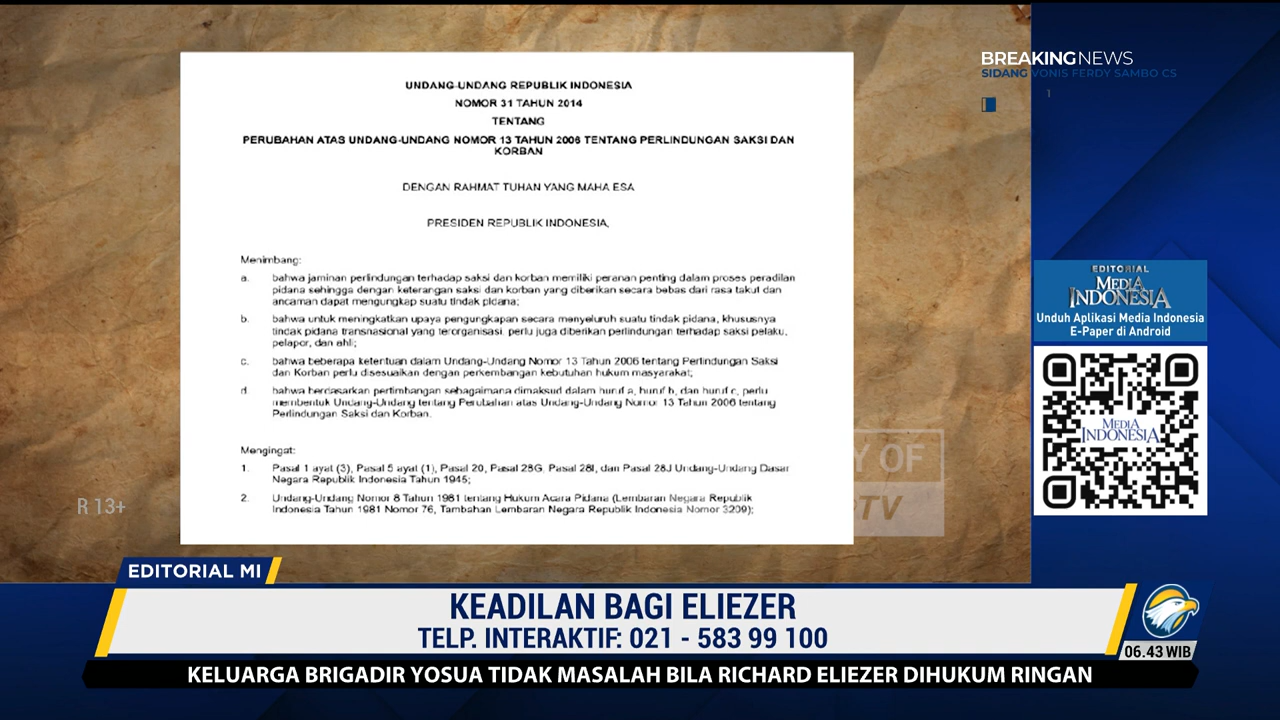 BREAKINGNEWS
SIDANG VONIS FERDY SAMBO CS
1
UNDANG-UNDANG REPUBLIK INDONESIA
NOMOR 31 TAHUN 2014
TENTANG
PERUBAHAN ATAS UNDANG-UNDANG NOMOR 13 TAHUN 2006 TENTANG PERLINDUNGAN SAKSI DAN
KORBAN
DENGAN RAHMAT TUHAN YANG MAHA ESA
PRESIDEN REPUBLIK INDONESIA,
Menimbang:
a. bahwa jaminan perlindungan terhadap saksi dan korban memiliki peranan penting dalam proses peradilan
pidana sehingga dengan keterangan saksi dan korban yang diberikan secara bebas dari rasa takut dan
ancaman dapat mengungkap suatu tindak pidana;
b. bahwa untuk meningkatkan upaya pengungkapan secara menyeluruh suatu tindak pidana, khususnya
tindak pidana transnasional yang terorganisasi, perlu juga diberikan perlindungan terhadap saksi pelaku,
pelapor, dan ahli;
c. bahwa beberapa ketentuan dalam Undang-Undang Nomor 13 Tahun 2006 tentang Perlindungan Saksi
dan Korban perlu disesuaikan dengan perkembangan kebutuhan hukum masyarakat;
d. bahwa berdasarkan pertimbangan sebagaimana dimaksud dalam huruf a, huruf b, dan huruf c, perlu
membentuk Undang-Undang tentang Perubahan atas Undang-Undang Nomor 13 Tahun 2006 tentang
Perlindungan Saksi dan Korban.
Mengingat:
1. Pasal 1 ayat (3), Pasal 5 ayat (1), Pasal 20, Pasal 28G, Pasal 28I, dan Pasal 28J Undang-Undang Dasar
Negara Republik Indonesia Tahun 1945;
2. Undang-Undang Nomor 8 Tahun 1981 tentang Hukum Acara Pidana (Lembaran Negara Republik
Indonesia Tahun 1981 Nomor 76, Tambahan Lembaran Negara Republik Indonesia Nomor 3209);
Y OF
TV
R 13+
EDITORIAL
MEDIA
INDONESIA
Unduh Aplikasi Media Indonesia
E-Paper di Android
MEDIA
INDONESIA
EDITORIAL MI
KEADILAN BAGI ELIEZER
TELP. INTERAKTIF: 021 - 583 99 100
06.43 WIB
KELUARGA BRIGADIR YOSUA TIDAK MASALAH BILA RICHARD ELIEZER DIHUKUM RINGAN